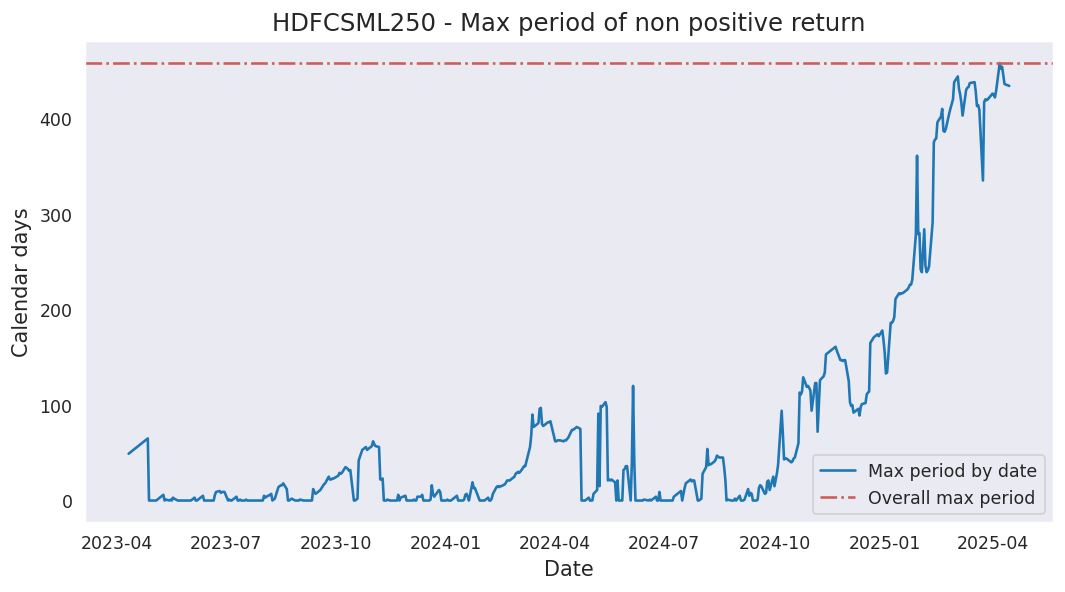 HDFCSML250 - Max period of non positive return
Calendar days
400
300
200
100
0
Max period by date
Overall max period
2023-04
2023-07
2023-10
2024-01
2024-04
2024-07
2024-10
2025-01
2025-04
Date